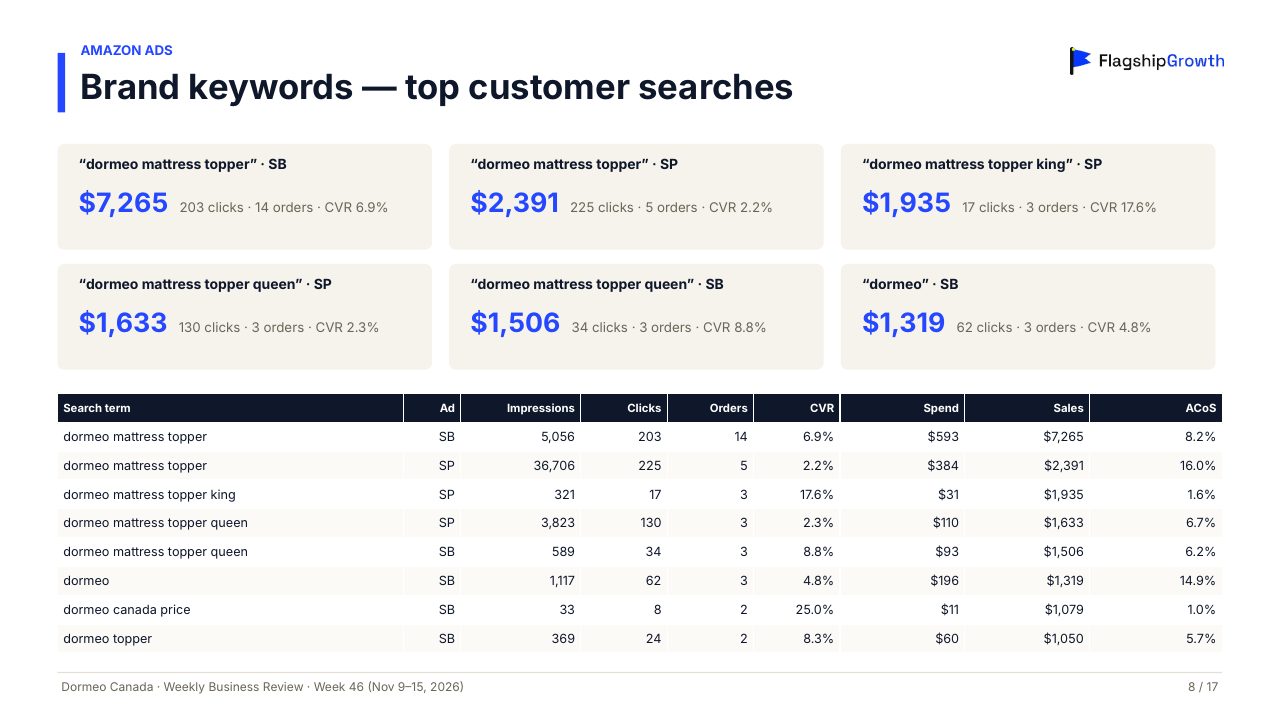 AMAZON ADS
Brand keywords — top customer searches
FlagshipGrowth
“dormeo mattress topper” · SB
$7,265 203 clicks · 14 orders · CVR 6.9%
“dormeo mattress topper” · SP
$2,391 225 clicks · 5 orders · CVR 2.2%
“dormeo mattress topper king” · SP
$1,935 17 clicks · 3 orders · CVR 17.6%
“dormeo mattress topper queen” · SP
$1,633 130 clicks · 3 orders · CVR 2.3%
“dormeo mattress topper queen” · SB
$1,506 34 clicks · 3 orders · CVR 8.8%
“dormeo” · SB
$1,319 62 clicks · 3 orders · CVR 4.8%
Search term Ad Impressions Clicks Orders CVR Spend Sales ACoS
dormeo mattress topper SB 5,056 203 14 6.9% $593 $7,265 8.2%
dormeo mattress topper SP 36,706 225 5 2.2% $384 $2,391 16.0%
dormeo mattress topper king SP 321 17 3 17.6% $31 $1,935 1.6%
dormeo mattress topper queen SP 3,823 130 3 2.3% $110 $1,633 6.7%
dormeo mattress topper queen SB 589 34 3 8.8% $93 $1,506 6.2%
dormeo SB 1,117 62 3 4.8% $196 $1,319 14.9%
dormeo canada price SB 33 8 2 25.0% $11 $1,079 1.0%
dormeo topper SB 369 24 2 8.3% $60 $1,050 5.7%
Dormeo Canada · Weekly Business Review · Week 46 (Nov 9–15, 2026)
8 / 17